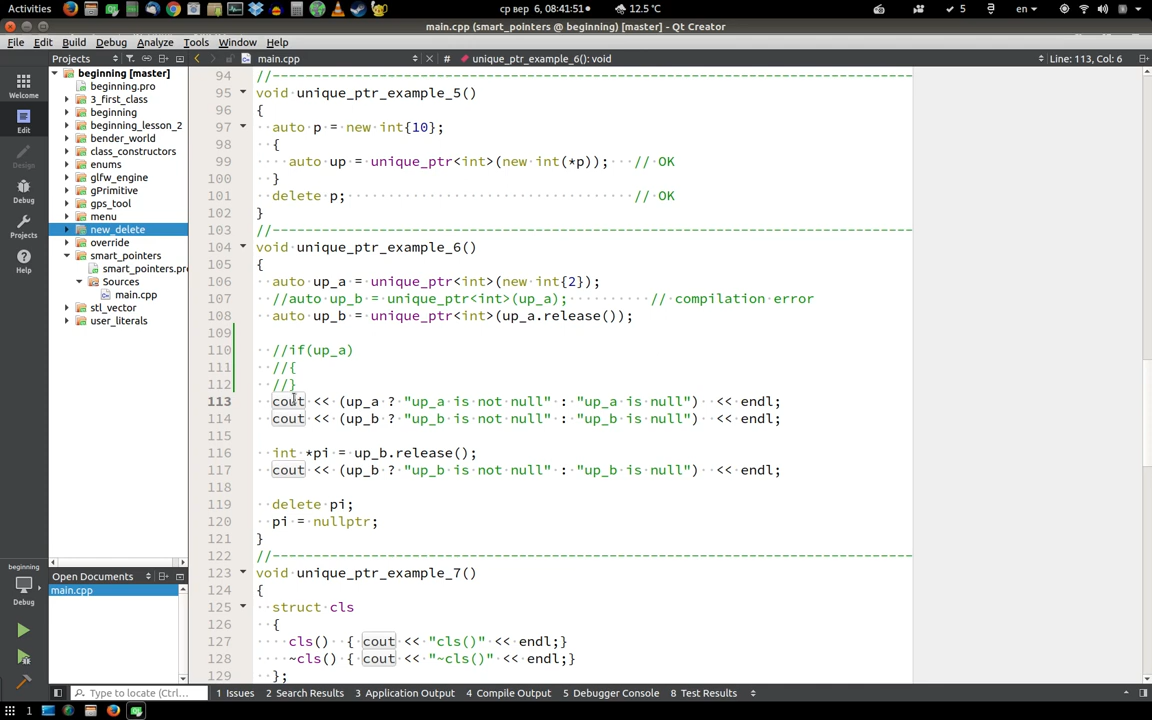 Activities
ср вер 6, 08:41:51
12.5 °C
5
en
main.cpp (smart_pointers @ beginning) [master] - Qt Creator
File Edit Build Debug Analyze Tools Window Help
Projects
main.cpp
#
unique_ptr_example_6(): void
Line: 113, Col: 6
Welcome
Edit
Design
Debug
Projects
Help
beginning
Debug
beginning [master]
beginning.pro
3_first_class
beginning
beginning_lesson_2
bender_world
class_constructors
enums
glfw_engine
gPrimitive
gps_tool
menu
new_delete
override
smart_pointers
smart_pointers.pro
Sources
main.cpp
stl_vector
user_literals
Open Documents
main.cpp
94 //------------------------------------------------------------------------------
95 void unique_ptr_example_5()
96 {
97 auto p = new int{10};
98 {
99 auto up = unique_ptr<int>(new int(*p)); // OK
100 }
101 delete p; // OK
102 }
103 //------------------------------------------------------------------------------
104 void unique_ptr_example_6()
105 {
106 auto up_a = unique_ptr<int>(new int{2});
107 //auto up_b = unique_ptr<int>(up_a); // compilation error
108 auto up_b = unique_ptr<int>(up_a.release());
109
110 //if(up_a)
111 //{
112 //}
113 cout << (up_a ? "up_a is not null" : "up_a is null") << endl;
114 cout << (up_b ? "up_b is not null" : "up_b is null") << endl;
115
116 int *pi = up_b.release();
117 cout << (up_b ? "up_b is not null" : "up_b is null") << endl;
118
119 delete pi;
120 pi = nullptr;
121 }
122 //------------------------------------------------------------------------------
123 void unique_ptr_example_7()
124 {
125 struct cls
126 {
127 cls() { cout << "cls()" << endl;}
128 ~cls() { cout << "~cls()" << endl;}
129 };
Type to locate (Ctrl...
1 Issues 2 Search Results 3 Application Output 4 Compile Output 5 Debugger Console 8 Test Results
1